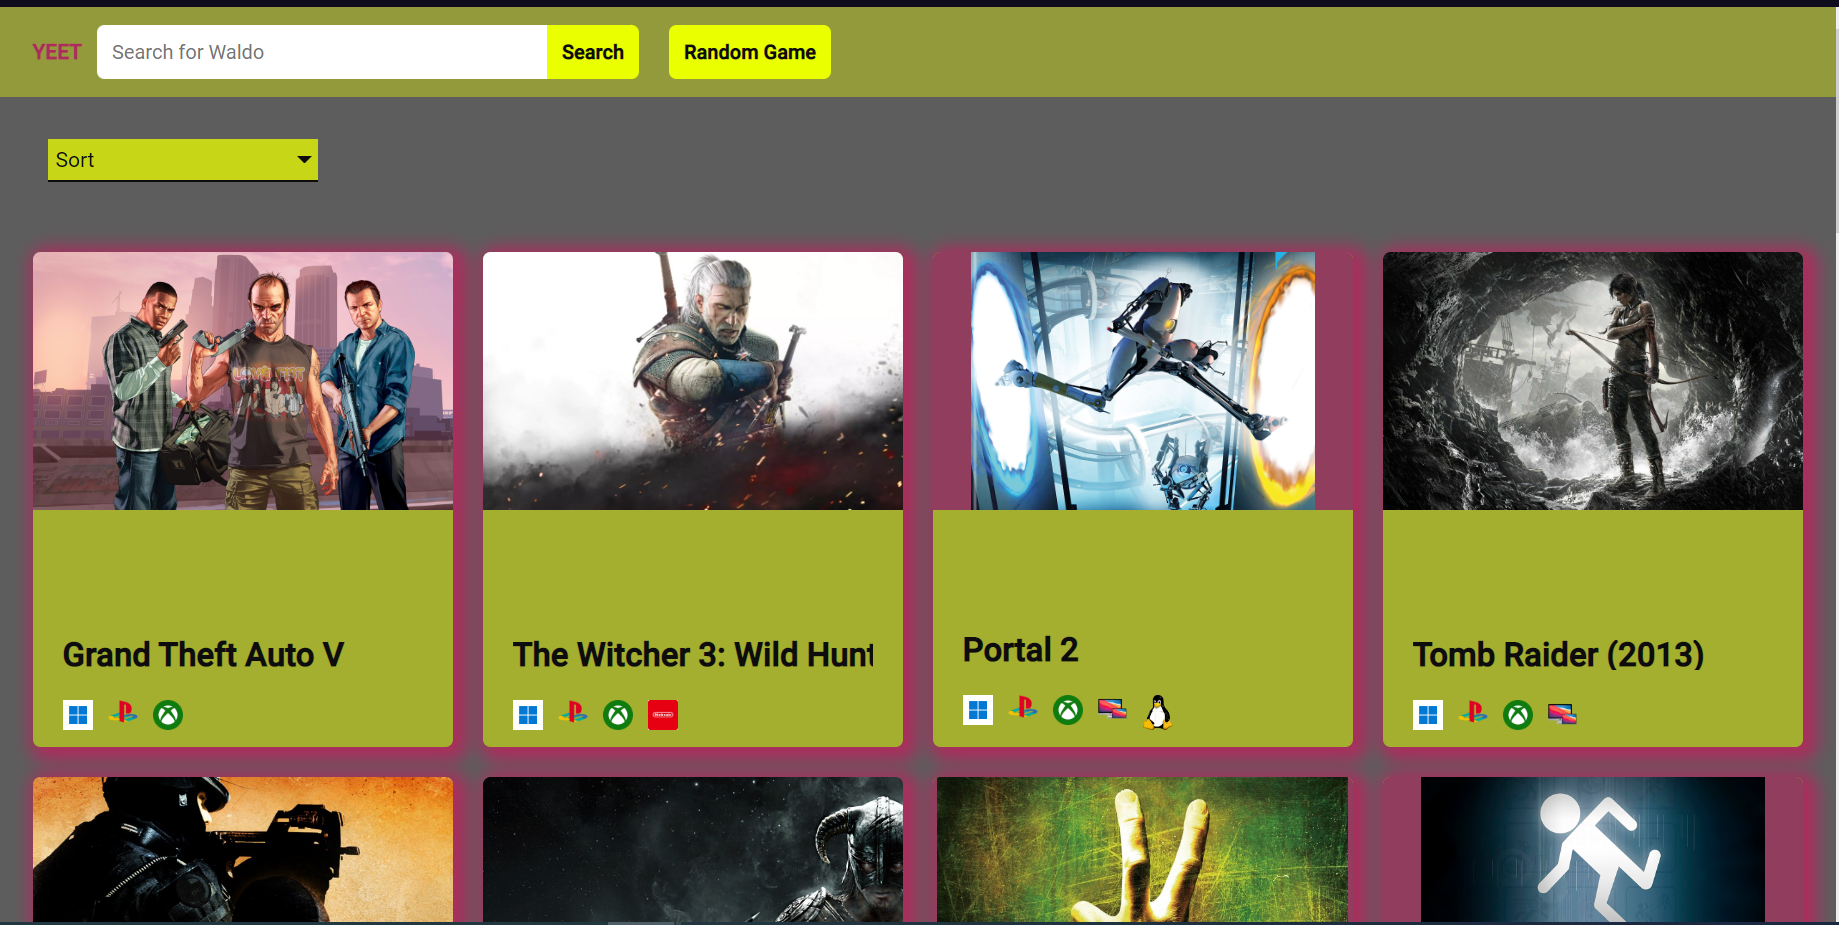 YEET
Search for Waldo
Search
Random Game
Sort
Grand Theft Auto V
The Witcher 3: Wild Hunt
Portal 2
Tomb Raider (2013)